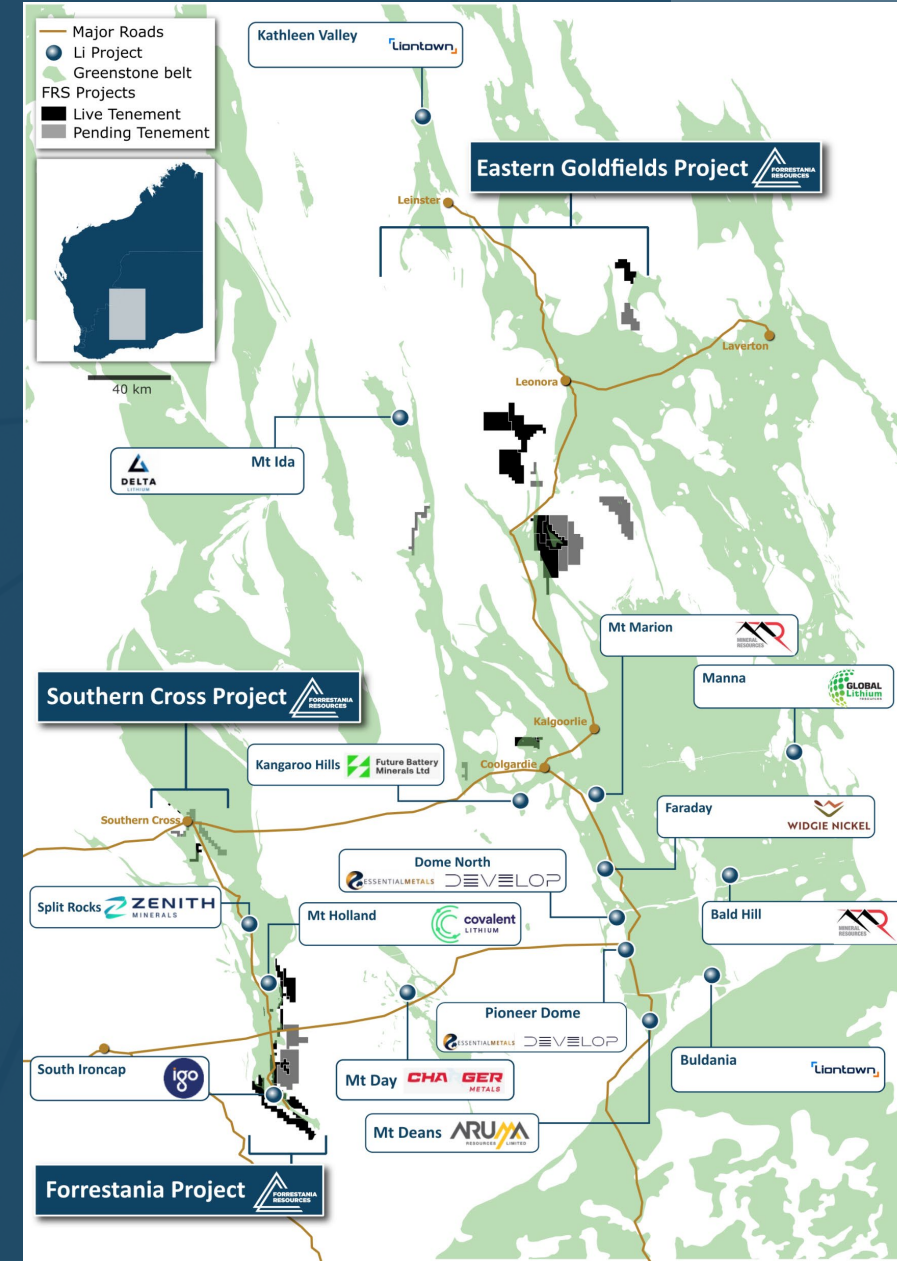 Major Roads
Li Project
Greenstone belt
FRS Projects
Live Tenement
Pending Tenement
40 km
Kathleen Valley
Liontown
Eastern Goldfields Project
FORRESTANIA
RESOURCES
Leinster
Laverton
Leonora
Mt Ida
DELTA
LITHIUM
Mt Marion
MINERAL
RESOURCES
Manna
GLOBAL
Lithium
RESOURCES
Southern Cross Project
FORRESTANIA
RESOURCES
Kalgoorlie
Kangaroo Hills
Future Battery
Minerals Ltd
Coolgardie
Southern Cross
Faraday
WIDGIE NICKEL
Dome North
ESSENTIALMETALS DEVELOP
Split Rocks
ZENITH
MINERALS
Mt Holland
covalent
LITHIUM
Bald Hill
MINERAL
RESOURCES
Pioneer Dome
ESSENTIALMETALS DEVELOP
South Ironcap
igo
Mt Day
CHARGER
METALS
Buldania
Liontown
Mt Deans
ARUMA
RESOURCES LIMITED
Forrestania Project
FORRESTANIA
RESOURCES